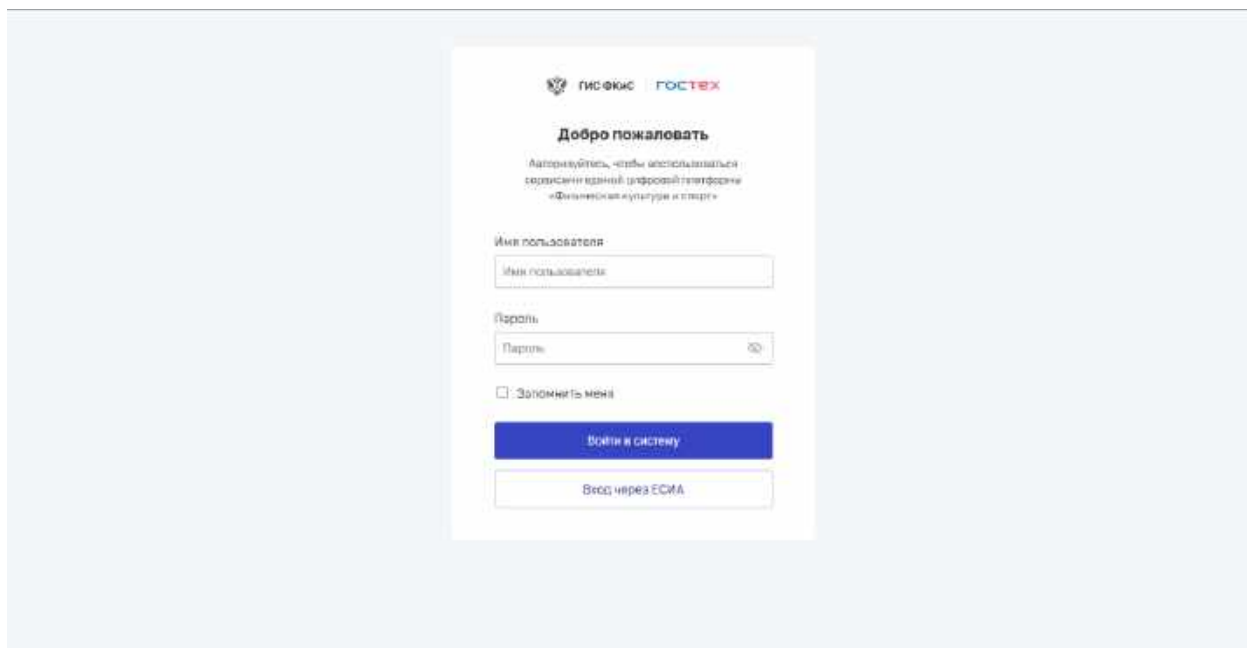 ГИС ФКиС ГОСТЕХ
Добро пожаловать
Авторизуйтесь, чтобы воспользоваться
сервисами единой цифровой платформы
«Физическая культура и спорт»
Имя пользователя
Имя пользователя
Пароль
Пароль
Запомнить меня
Войти в систему
Вход через ЕСИА